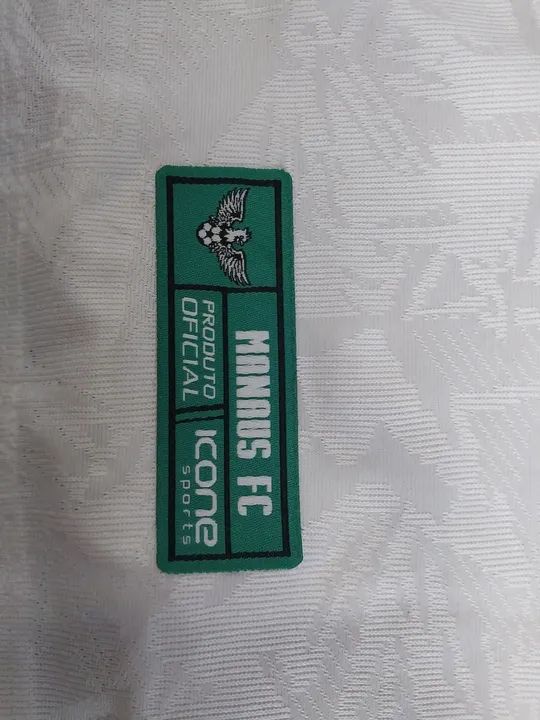 MANAUS FC
PRODUTO
OFICIAL
ICONE
sports